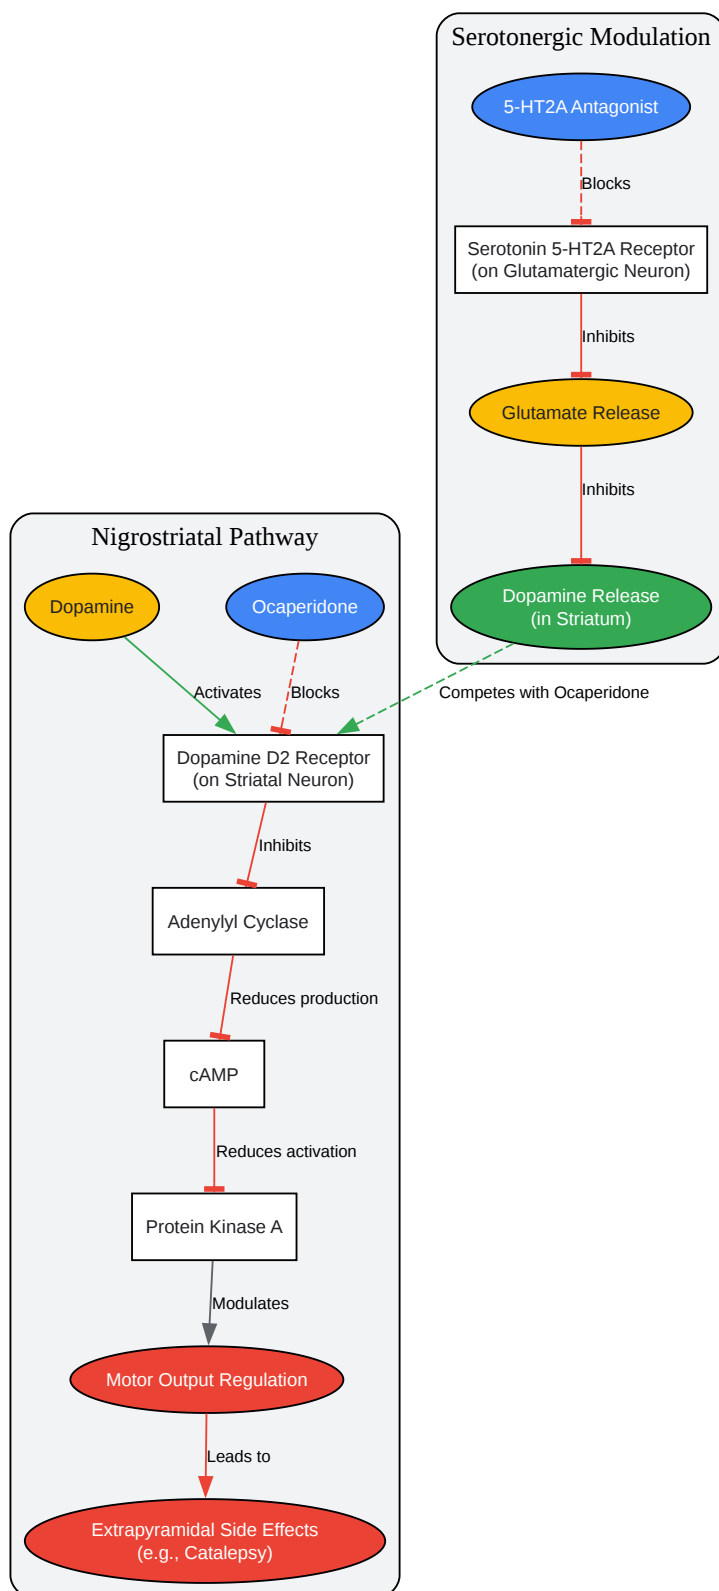 Serotonergic Modulation
5-HT2A Antagonist
Blocks
Serotonin 5-HT2A Receptor
(on Glutamatergic Neuron)
Inhibits
Glutamate Release
Inhibits
Dopamine Release
(in Striatum)
Competes with Ocaperidone
Nigrostriatal Pathway
Dopamine
Ocaperidone
Activates
Blocks
Dopamine D2 Receptor
(on Striatal Neuron)
Inhibits
Adenylyl Cyclase
Reduces production
cAMP
Reduces activation
Protein Kinase A
Modulates
Motor Output Regulation
Leads to
Extrapyramidal Side Effects
(e.g., Catalepsy)